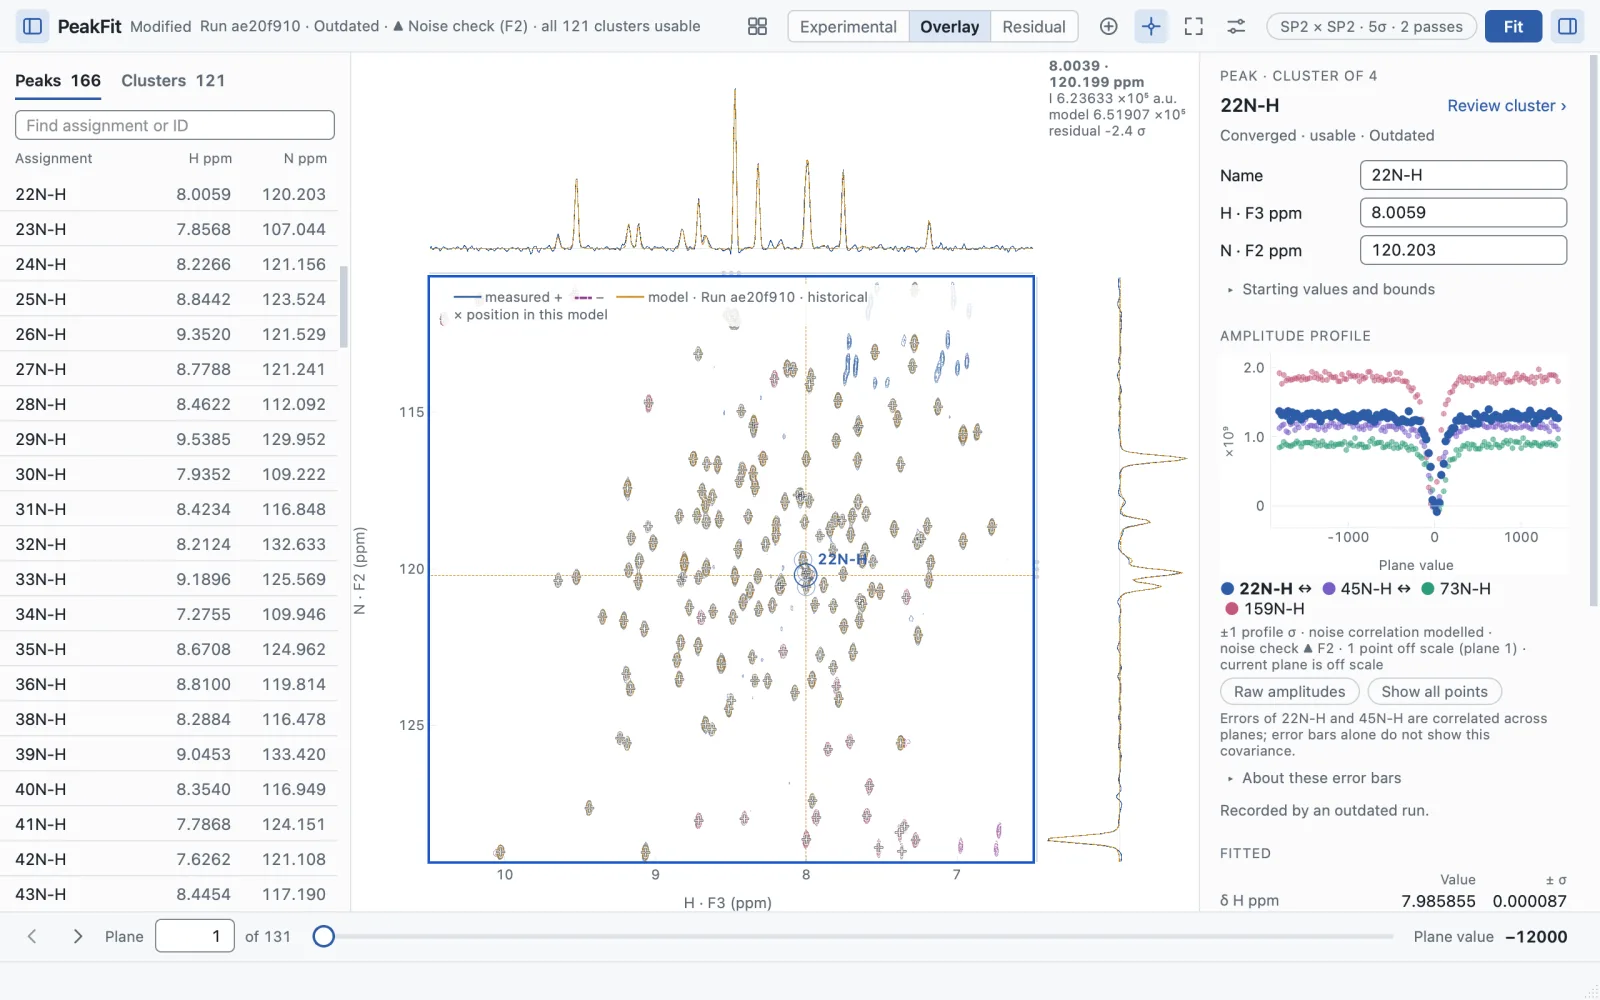 PeakFit Modified Run ae20f910 · Outdated · ▲ Noise check (F2) · all 121 clusters usable
Experimental Overlay Residual
SP2 × SP2 · 5σ · 2 passes
Fit
Peaks 166 Clusters 121
Find assignment or ID
Assignment H ppm N ppm
22N-H 8.0059 120.203
23N-H 7.8568 107.044
24N-H 8.2266 121.156
25N-H 8.8442 123.524
26N-H 9.3520 121.529
27N-H 8.7788 121.241
28N-H 8.4622 112.092
29N-H 9.5385 129.952
30N-H 7.9352 109.222
31N-H 8.4234 116.848
32N-H 8.2124 132.633
33N-H 9.1896 125.569
34N-H 7.2755 109.946
35N-H 8.6708 124.962
36N-H 8.8100 119.814
38N-H 8.2884 116.478
39N-H 9.0453 133.420
40N-H 8.3540 116.949
41N-H 7.7868 124.151
42N-H 7.6262 121.108
43N-H 8.4454 117.190
8.0039 ·
120.199 ppm
I 6.23633 ×10⁵ a.u.
model 6.51907 ×10⁵
residual -2.4 σ
measured + – model · Run ae20f910 · historical
× position in this model
22N-H
115
120
125
N · F2 (ppm)
10 9 8 7
H · F3 (ppm)
PEAK · CLUSTER OF 4
22N-H Review cluster ›
Converged · usable · Outdated
Name 22N-H
H · F3 ppm 8.0059
N · F2 ppm 120.203
▸ Starting values and bounds
AMPLITUDE PROFILE
2.0
1.0
0
×10⁹
-1000 0 1000
Plane value
22N-H ↔ 45N-H ↔ 73N-H
159N-H
±1 profile σ · noise correlation modelled ·
noise check ▲ F2 · 1 point off scale (plane 1) ·
current plane is off scale
Raw amplitudes Show all points
Errors of 22N-H and 45N-H are correlated across
planes; error bars alone do not show this
covariance.
▸ About these error bars
Recorded by an outdated run.
FITTED
Value ± σ
δ H ppm 7.985855 0.000087
Plane 1 of 131
Plane value −12000